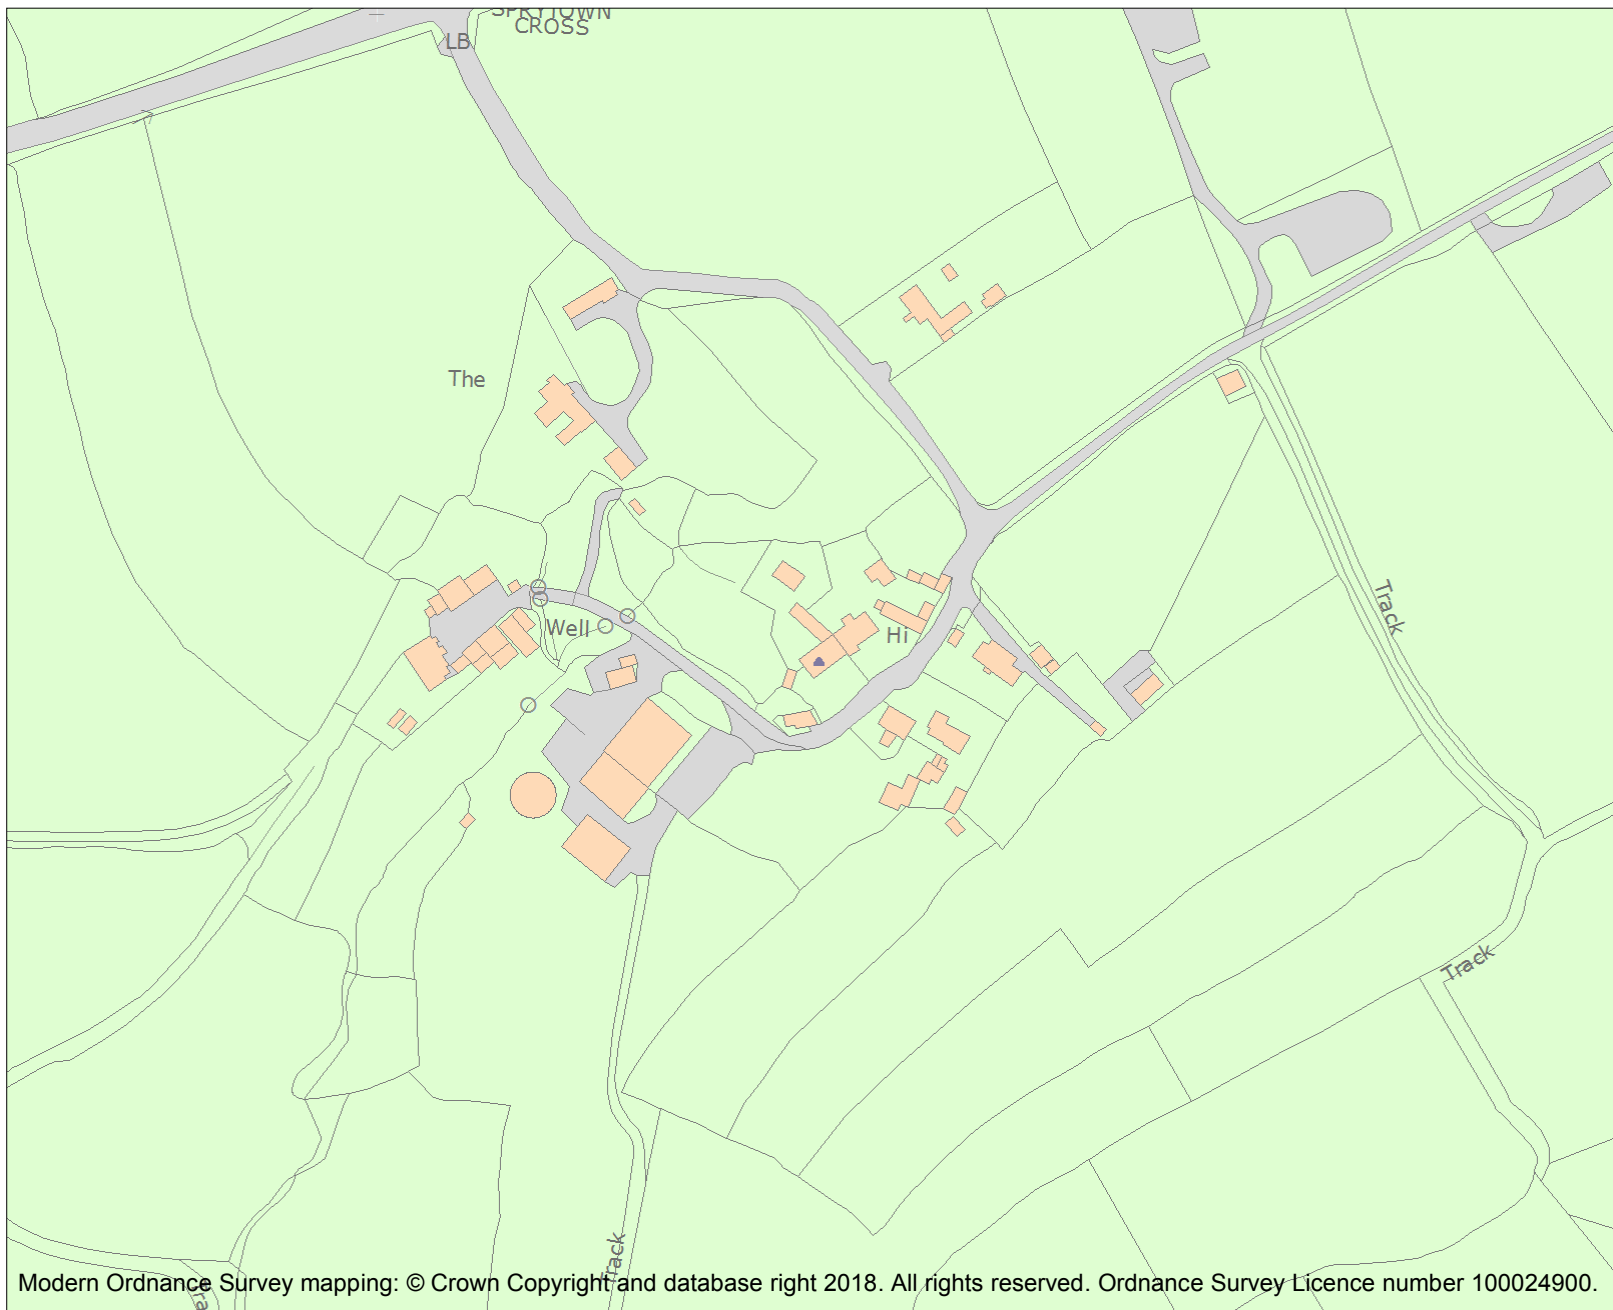 SPRYTOWN
CROSS
LB
The
Well
Hi
Track
Track
Track
Modern Ordnance Survey mapping: © Crown Copyright and database right 2018. All rights reserved. Ordnance Survey Licence number 100024900.